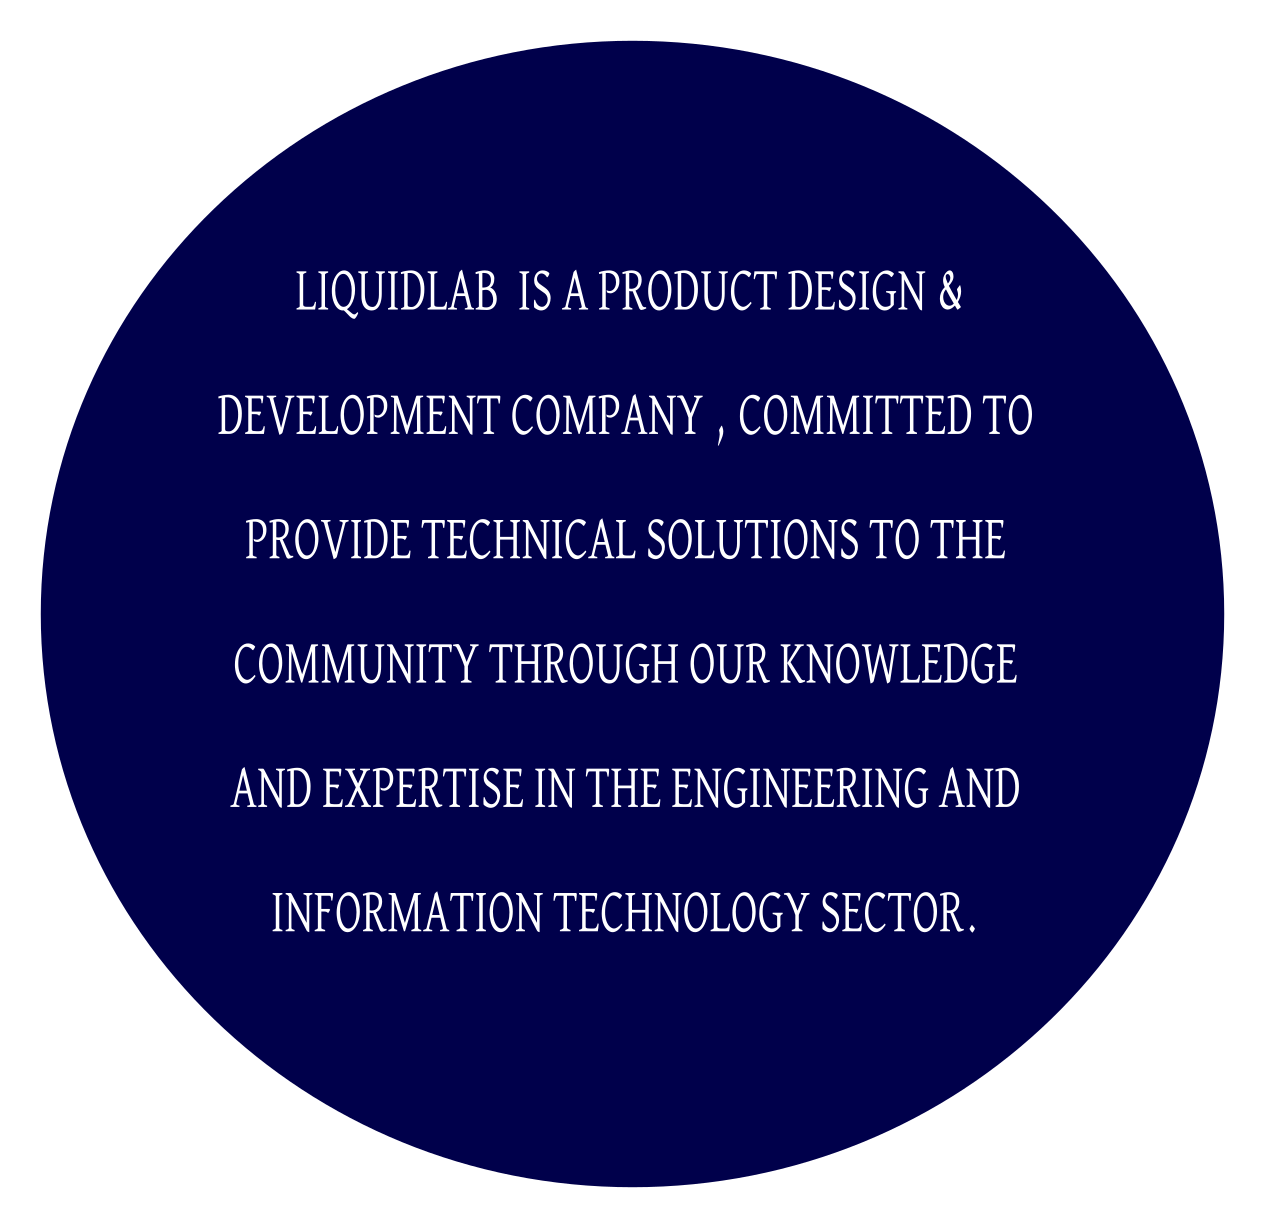 LIQUIDLAB  IS A PRODUCT DESIGN &
DEVELOPMENT COMPANY , COMMITTED TO
PROVIDE TECHNICAL SOLUTIONS TO THE
COMMUNITY THROUGH OUR KNOWLEDGE
AND EXPERTISE IN THE ENGINEERING AND
INFORMATION TECHNOLOGY SECTOR.